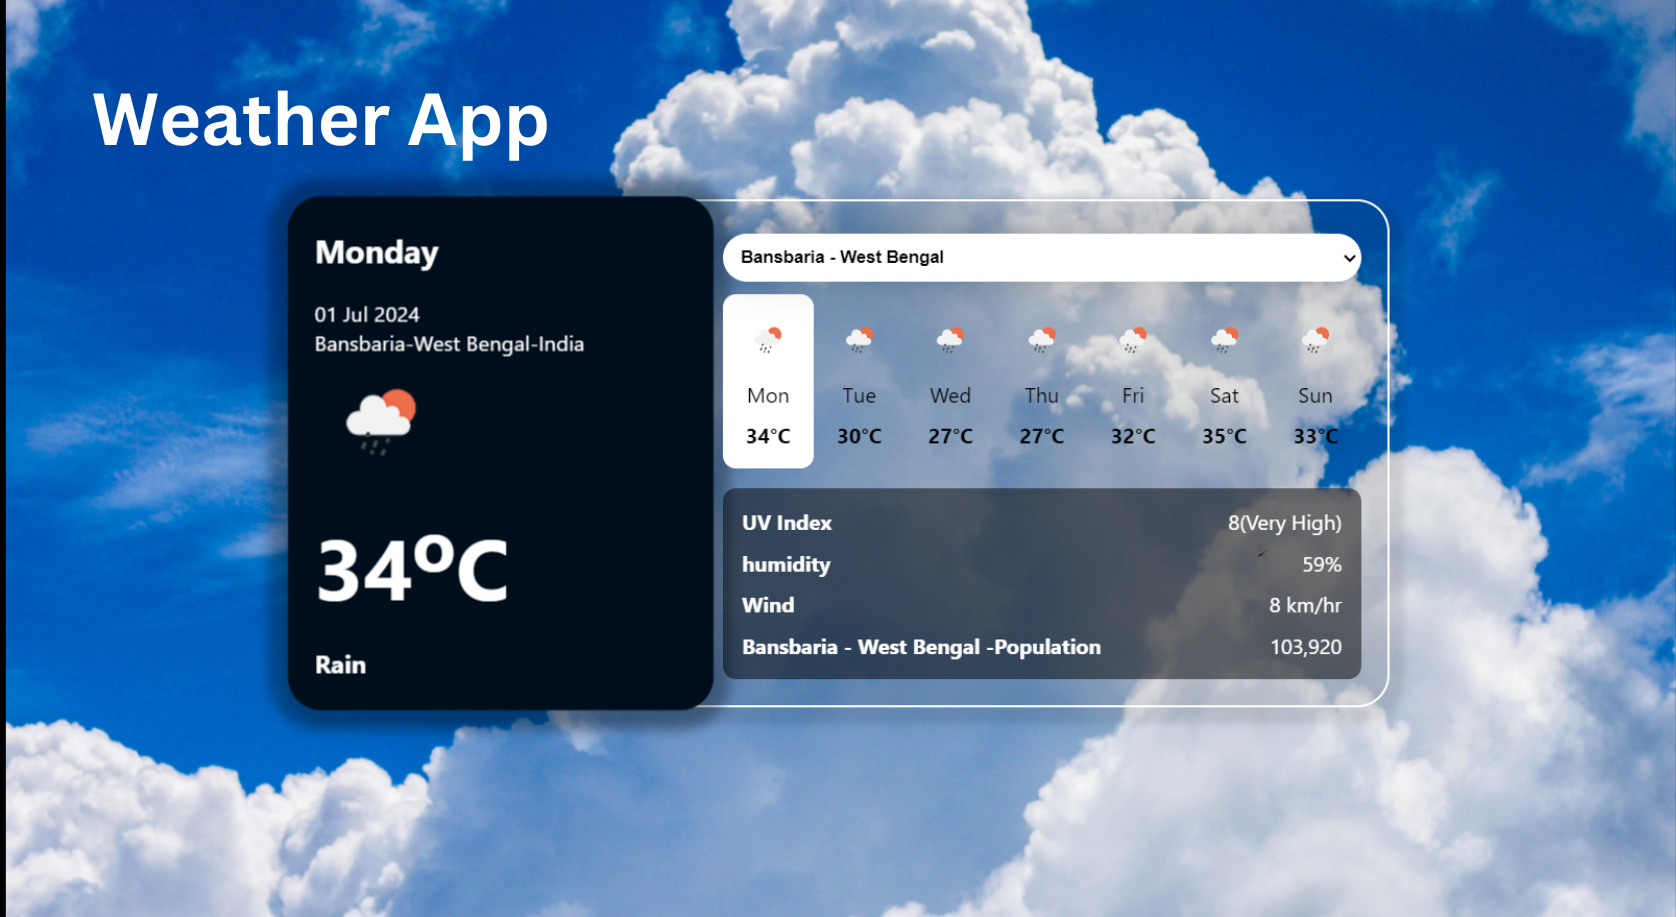 Weather App
Monday
01 Jul 2024
Bansbaria-West Bengal-India
34°C
Rain
Bansbaria - West Bengal
Mon Tue Wed Thu Fri Sat Sun
34°C 30°C 27°C 27°C 32°C 35°C 33°C
UV Index 8(Very High)
humidity 59%
Wind 8 km/hr
Bansbaria - West Bengal -Population 103,920